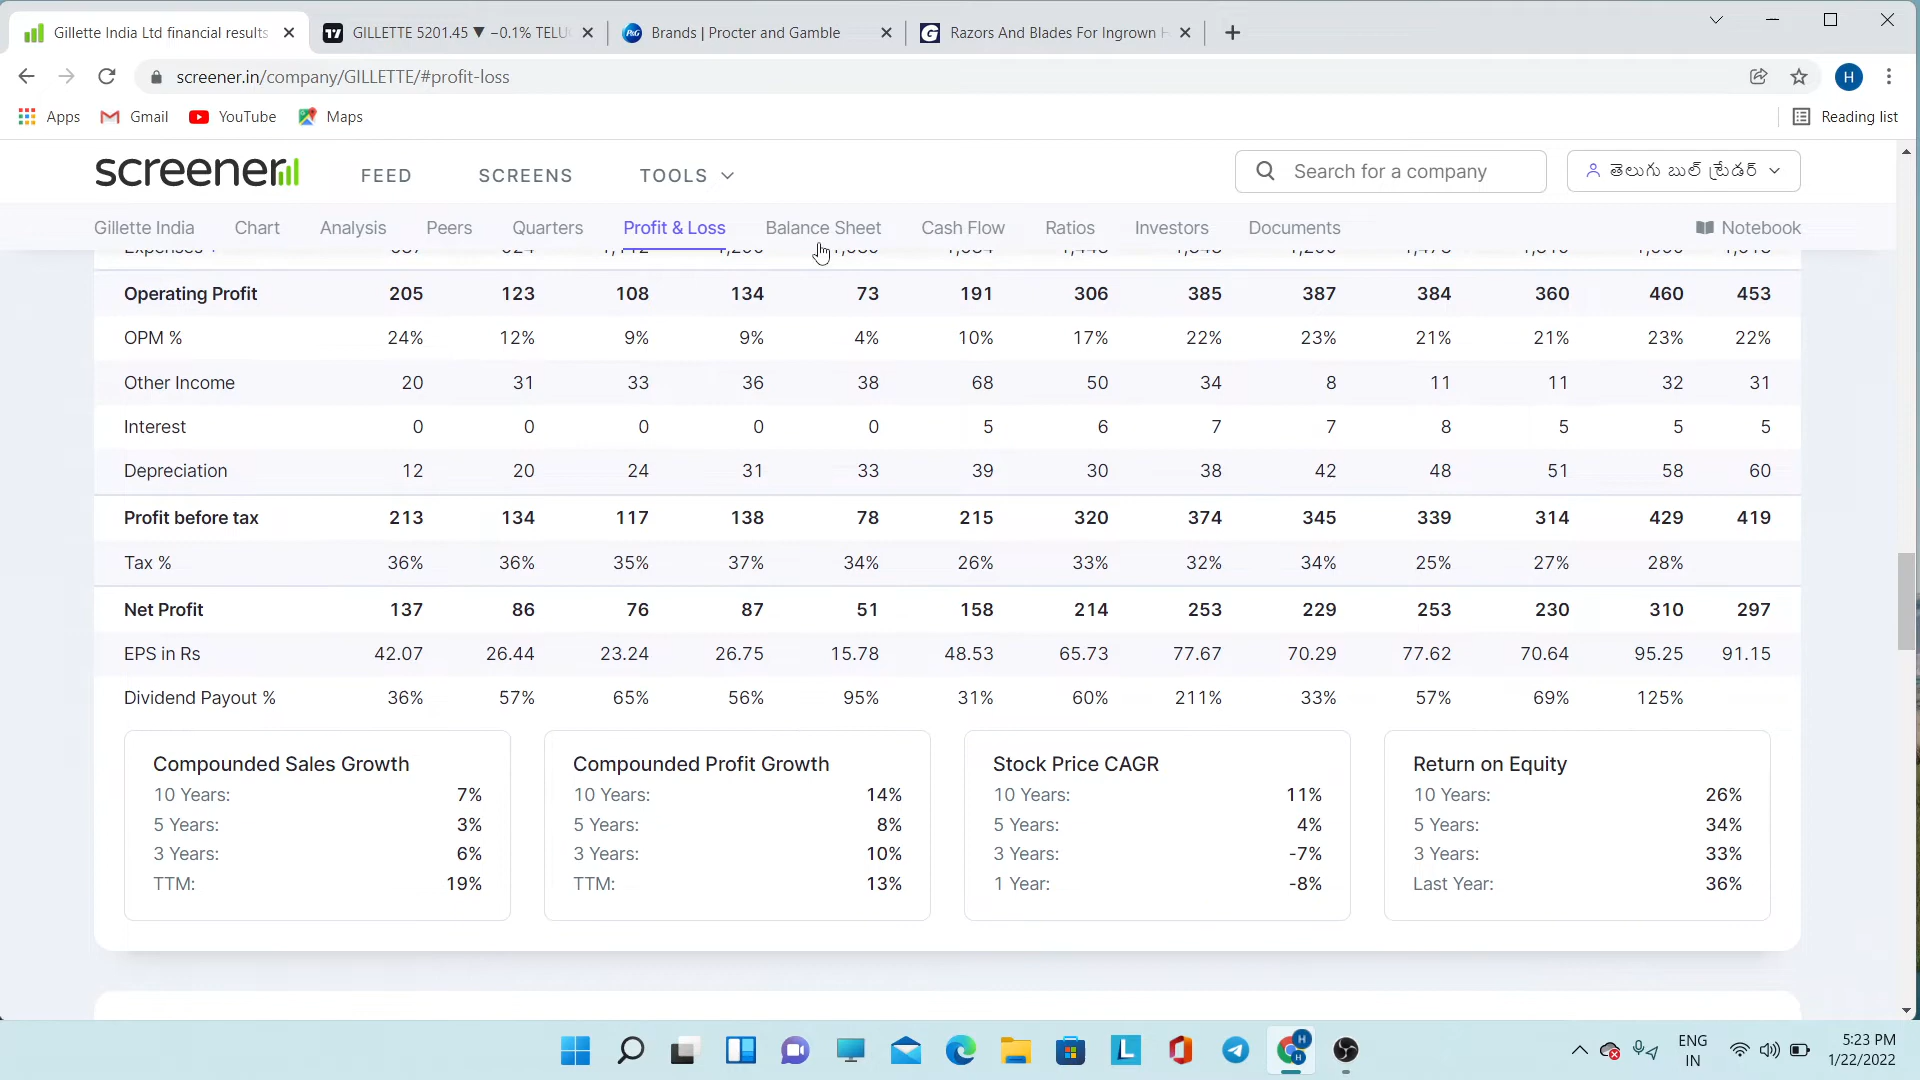 Gillette India Ltd financial results
GILLETTE 5201.45 ▼ −0.1% TELU
Brands | Procter and Gamble
Razors And Blades For Ingrown H
screener.in/company/GILLETTE/#profit-loss
H
Apps Gmail YouTube Maps Reading list
screener FEED SCREENS TOOLS Search for a company తెలుగు బుల్ ట్రేడర్
Gillette India Chart Analysis Peers Quarters Profit & Loss Balance Sheet Cash Flow Ratios Investors Documents Notebook
Operating Profit 205 123 108 134 73 191 306 385 387 384 360 460 453
OPM % 24% 12% 9% 9% 4% 10% 17% 22% 23% 21% 21% 23% 22%
Other Income 20 31 33 36 38 68 50 34 8 11 11 32 31
Interest 0 0 0 0 0 5 6 7 7 8 5 5 5
Depreciation 12 20 24 31 33 39 30 38 42 48 51 58 60
Profit before tax 213 134 117 138 78 215 320 374 345 339 314 429 419
Tax % 36% 36% 35% 37% 34% 26% 33% 32% 34% 25% 27% 28%
Net Profit 137 86 76 87 51 158 214 253 229 253 230 310 297
EPS in Rs 42.07 26.44 23.24 26.75 15.78 48.53 65.73 77.67 70.29 77.62 70.64 95.25 91.15
Dividend Payout % 36% 57% 65% 56% 95% 31% 60% 211% 33% 57% 69% 125%
Compounded Sales Growth
10 Years: 7%
5 Years: 3%
3 Years: 6%
TTM: 19%
Compounded Profit Growth
10 Years: 14%
5 Years: 8%
3 Years: 10%
TTM: 13%
Stock Price CAGR
10 Years: 11%
5 Years: 4%
3 Years: -7%
1 Year: -8%
Return on Equity
10 Years: 26%
5 Years: 34%
3 Years: 33%
Last Year: 36%
ENG
IN
5:23 PM
1/22/2022